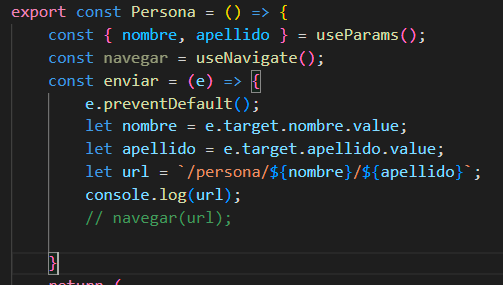 export const Persona = () => {
const { nombre, apellido } = useParams();
const navegar = useNavigate();
const enviar = (e) => {
e.preventDefault();
let nombre = e.target.nombre.value;
let apellido = e.target.apellido.value;
let url = `/persona/${nombre}/${apellido}`;
console.log(url);
// navegar(url);
}
return (